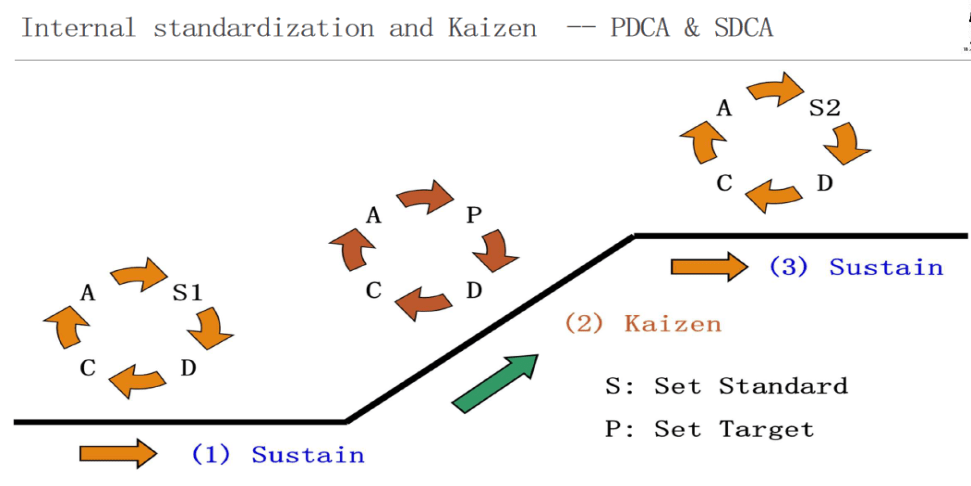 Internal standardization and Kaizen -- PDCA & SDCA
A S2
C D
A P
C D
A S1
C D
(3) Sustain
(2) Kaizen
S: Set Standard
P: Set Target
(1) Sustain